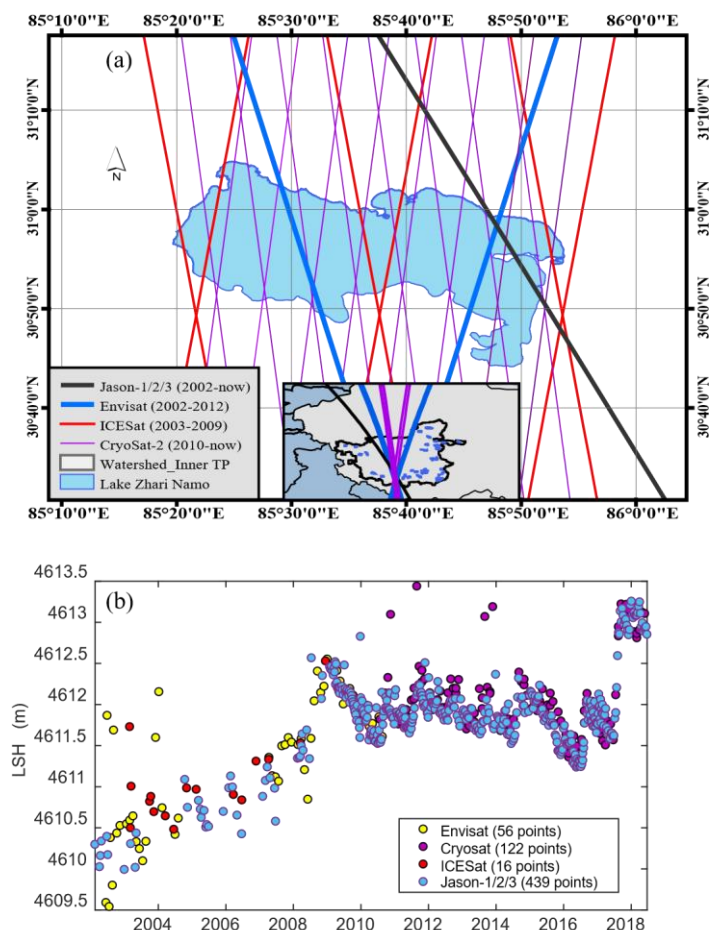 85°10'0"E 85°20'0"E 85°30'0"E 85°40'0"E 85°50'0"E 86°0'0"E
(a)
31°10'0"N 31°10'0"N
N
31°0'0"N 31°0'0"N
30°50'0"N 30°50'0"N
30°40'0"N 30°40'0"N
Jason-1/2/3 (2002-now)
Envisat (2002-2012)
ICESat (2003-2009)
CryoSat-2 (2010-now)
Watershed_Inner TP
Lake Zhari Namo
85°10'0"E 85°20'0"E 85°30'0"E 85°40'0"E 85°50'0"E 86°0'0"E
(b)
4613.5
4613
4612.5
4612
4611.5
4611
4610.5
4610
4609.5
LSH (m)
Envisat (56 points)
Cryosat (122 points)
ICESat (16 points)
Jason-1/2/3 (439 points)
2004 2006 2008 2010 2012 2014 2016 2018